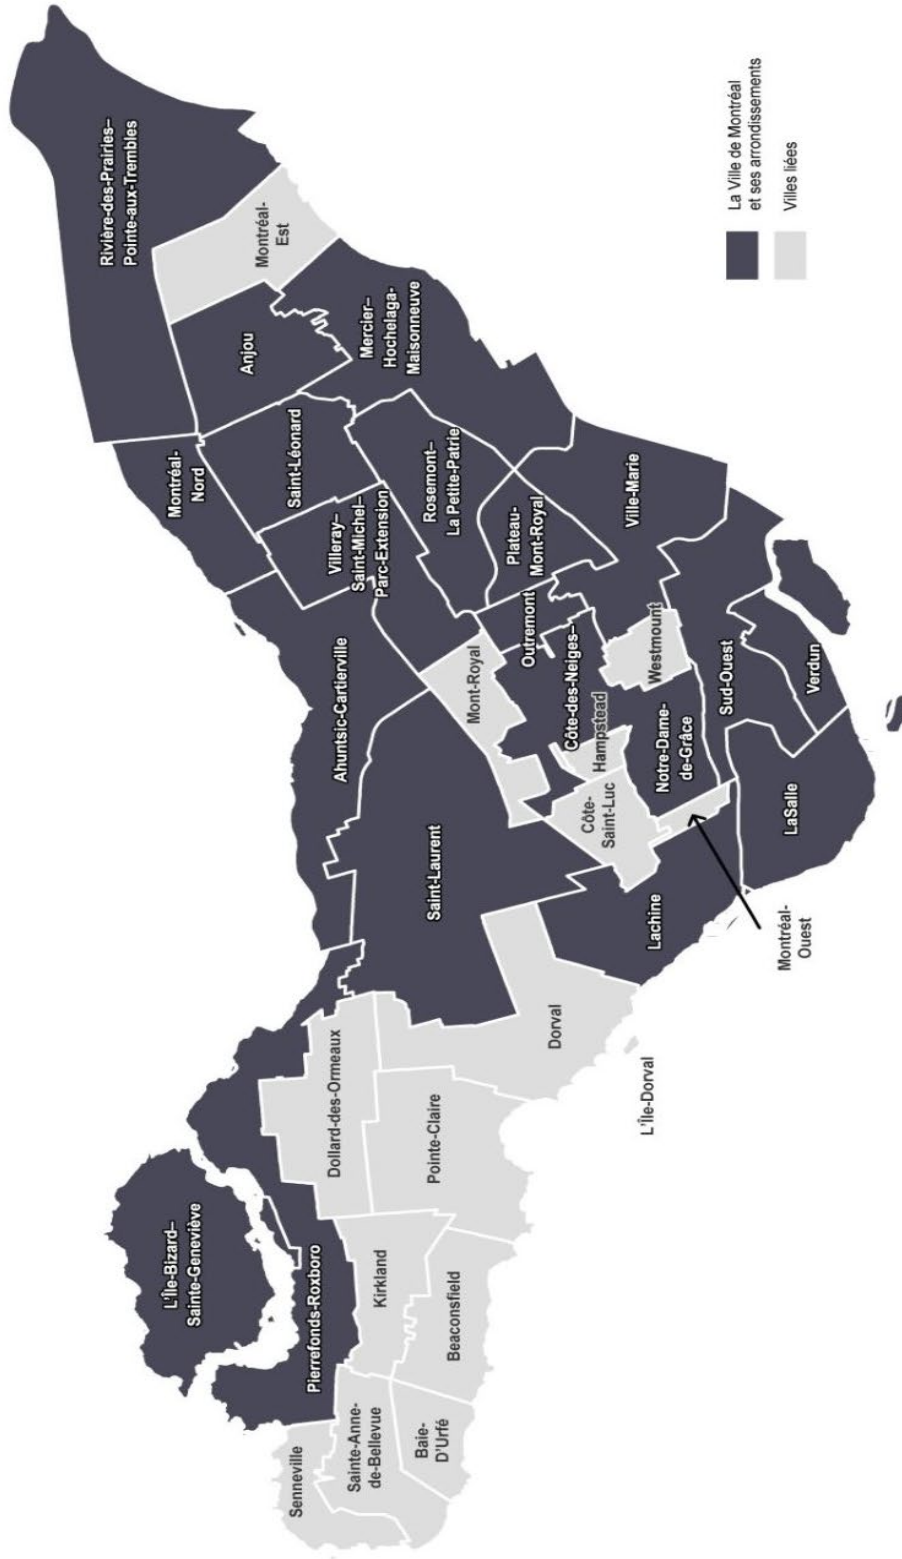 Rivière-des-Prairies–
Pointe-aux-Trembles
Montréal-
Est
Anjou
Mercier–
Hochelaga-
Maisonneuve
Montréal-
Nord
Saint-Léonard
Villeray–
Saint-Michel–
Parc-Extension
Rosemont–
La Petite-Patrie
Plateau-
Mont-Royal
Ville-Marie
Ahuntsic-Cartierville
Mont-Royal
Outremont
Côte-des-Neiges–
Hampstead
Westmount
Notre-Dame-
de-Grâce
Sud-Ouest
Verdun
Saint-Laurent
Côte-
Saint-Luc
LaSalle
Lachine
Montréal-
Ouest
Dorval
L'Île-Dorval
Dollard-des-Ormeaux
Pointe-Claire
L'Île-Bizard–
Sainte-Geneviève
Pierrefonds-Roxboro
Kirkland
Beaconsfield
Senneville
Sainte-Anne-
de-Bellevue
Baie-
D'Urfé
La Ville de Montréal
et ses arrondissements
Villes liées